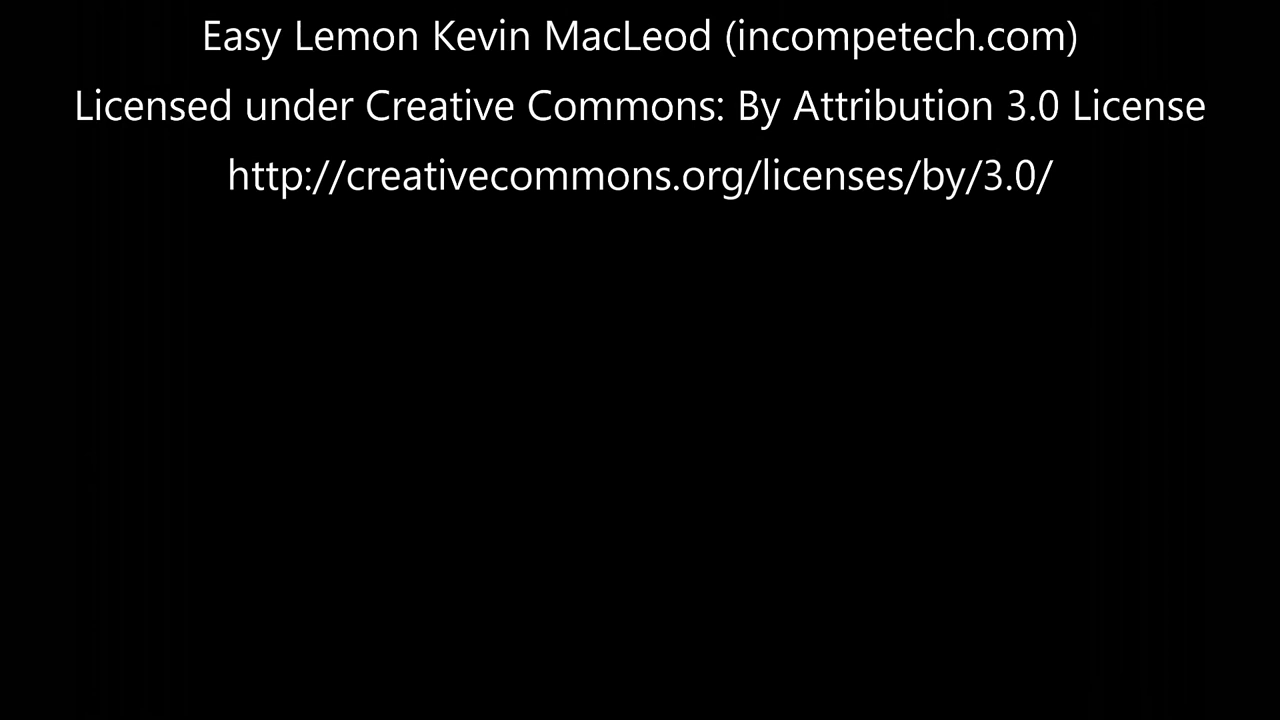 Easy Lemon Kevin MacLeod (incompetech.com)
Licensed under Creative Commons: By Attribution 3.0 License
http://creativecommons.org/licenses/by/3.0/